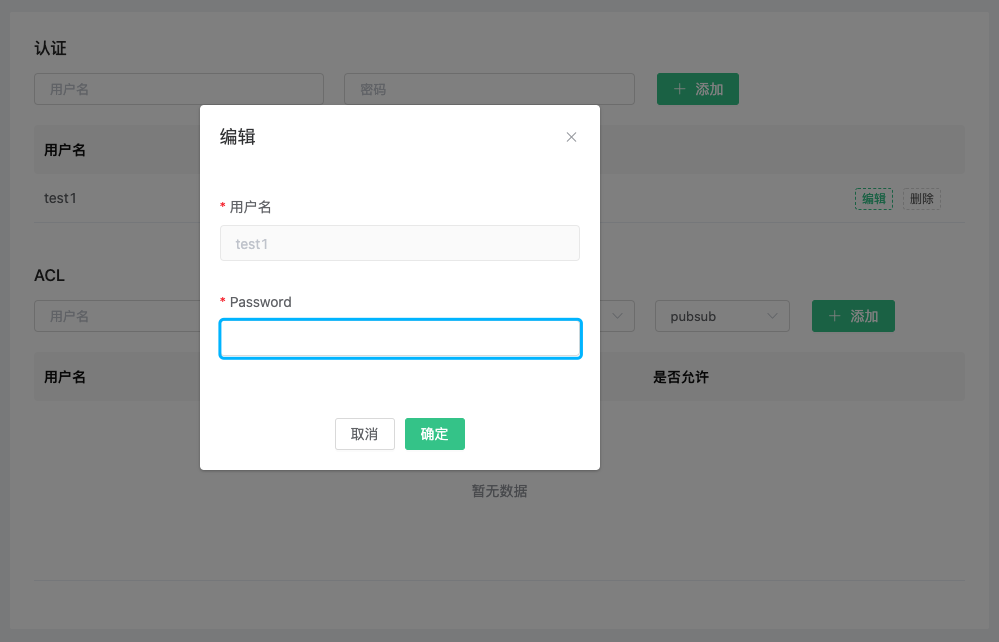 认证
用户名 密码 + 添加
编辑
用户名
* 用户名
test1 编辑 删除
test1
ACL
* Password
用户名 pubsub + 添加
用户名 是否允许
取消 确定
暂无数据